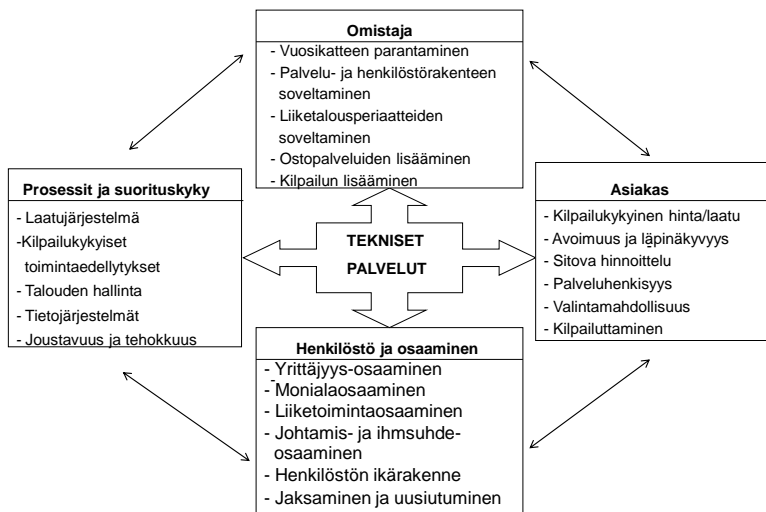 Omistaja
- Vuosikatteen parantaminen
- Palvelu- ja henkilöstörakenteen
soveltaminen
- Liiketalousperiaatteiden
soveltaminen
- Ostopalveluiden lisääminen
- Kilpailun lisääminen
Prosessit ja suorituskyky
- Laatujärjestelmä
-Kilpailukykyiset
toimintaedellytykset
- Talouden hallinta
- Tietojärjestelmät
- Joustavuus ja tehokkuus
TEKNISET
PALVELUT
Asiakas
- Kilpailukykyinen hinta/laatu
- Avoimuus ja läpinäkyvyys
- Sitova hinnoittelu
- Palveluhenkisyys
- Valintamahdollisuus
- Kilpailuttaminen
Henkilöstö ja osaaminen
- Yrittäjyys-osaaminen
- Monialaosaaminen
- Liiketoimintaosaaminen
- Johtamis- ja ihmsuhde-
osaaminen
- Henkilöstön ikärakenne
- Jaksaminen ja uusiutuminen